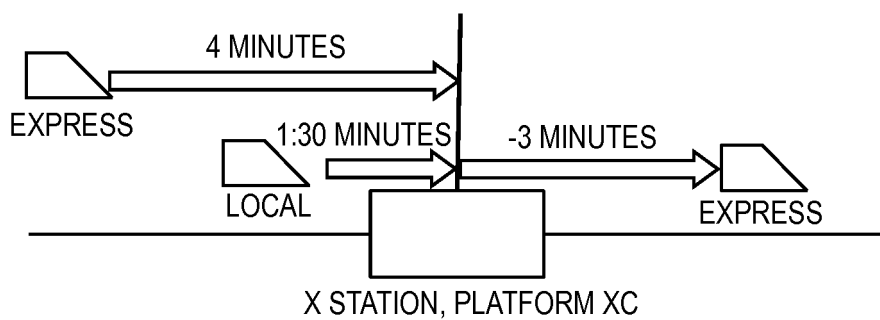 4 MINUTES
EXPRESS
1:30 MINUTES
-3 MINUTES
LOCAL
EXPRESS
X STATION, PLATFORM XC